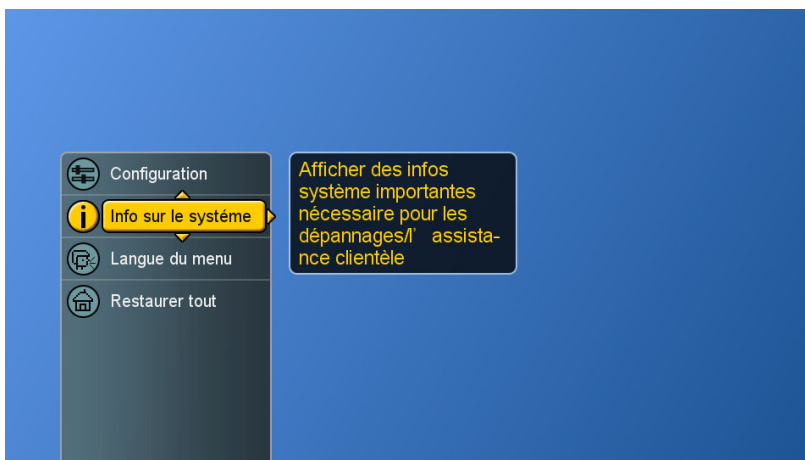 Configuration
Info sur le systéme
Langue du menu
Restaurer tout
Afficher des infos
système importantes
nécessaire pour les
dépannages/l’ assista-
nce clientèle